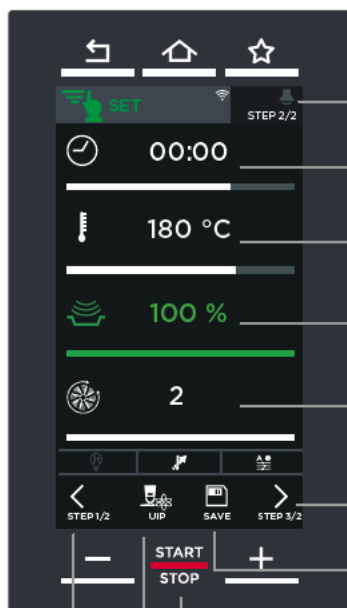 SET
STEP 2/2
00:00
180 °C
100 %
2
STEP 1/2
UIP
SAVE
STEP 3/2
START
STOP